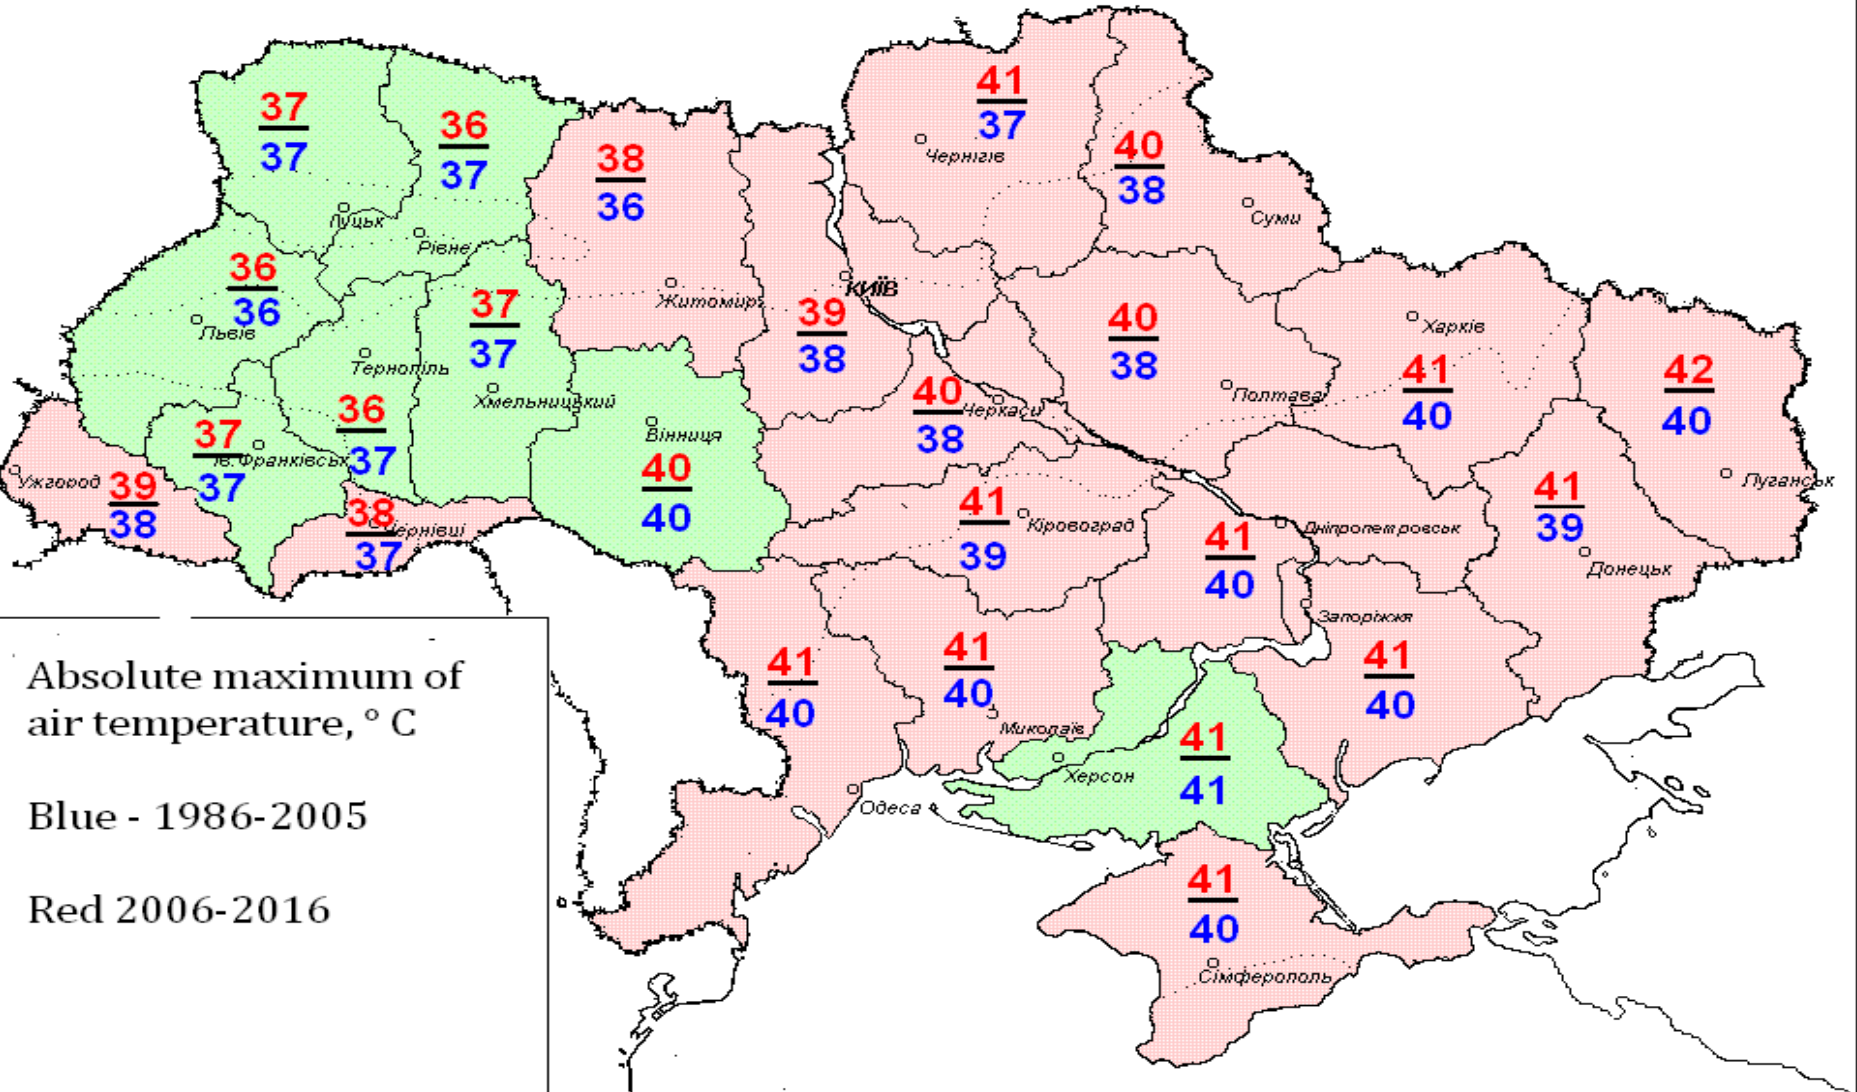 41
37
37
37
36
37
Чернігів
40
38
38
36
Луцьк
Суми
Рівне
36
36
КИЇВ
Житомир
37
37
Львів
39
38
40
38
Харків
Тернопіль
41
40
42
40
Хмельницький
40
38
Черкаси
Полтава
36
37
Вінниця
37
37
Ів.Франківськ
40
40
Ужгород
39
38
Луганськ
41
39
38
37
Чернівці
41
39
Кіровоград
Дніпропетровськ
41
40
Донецьк
Запоріжжя
41
40
41
40
41
40
Миколаїв
41
41
Херсон
Одеса
41
40
Сімферополь
Absolute maximum of
air temperature, ° C
Blue - 1986-2005
Red 2006-2016